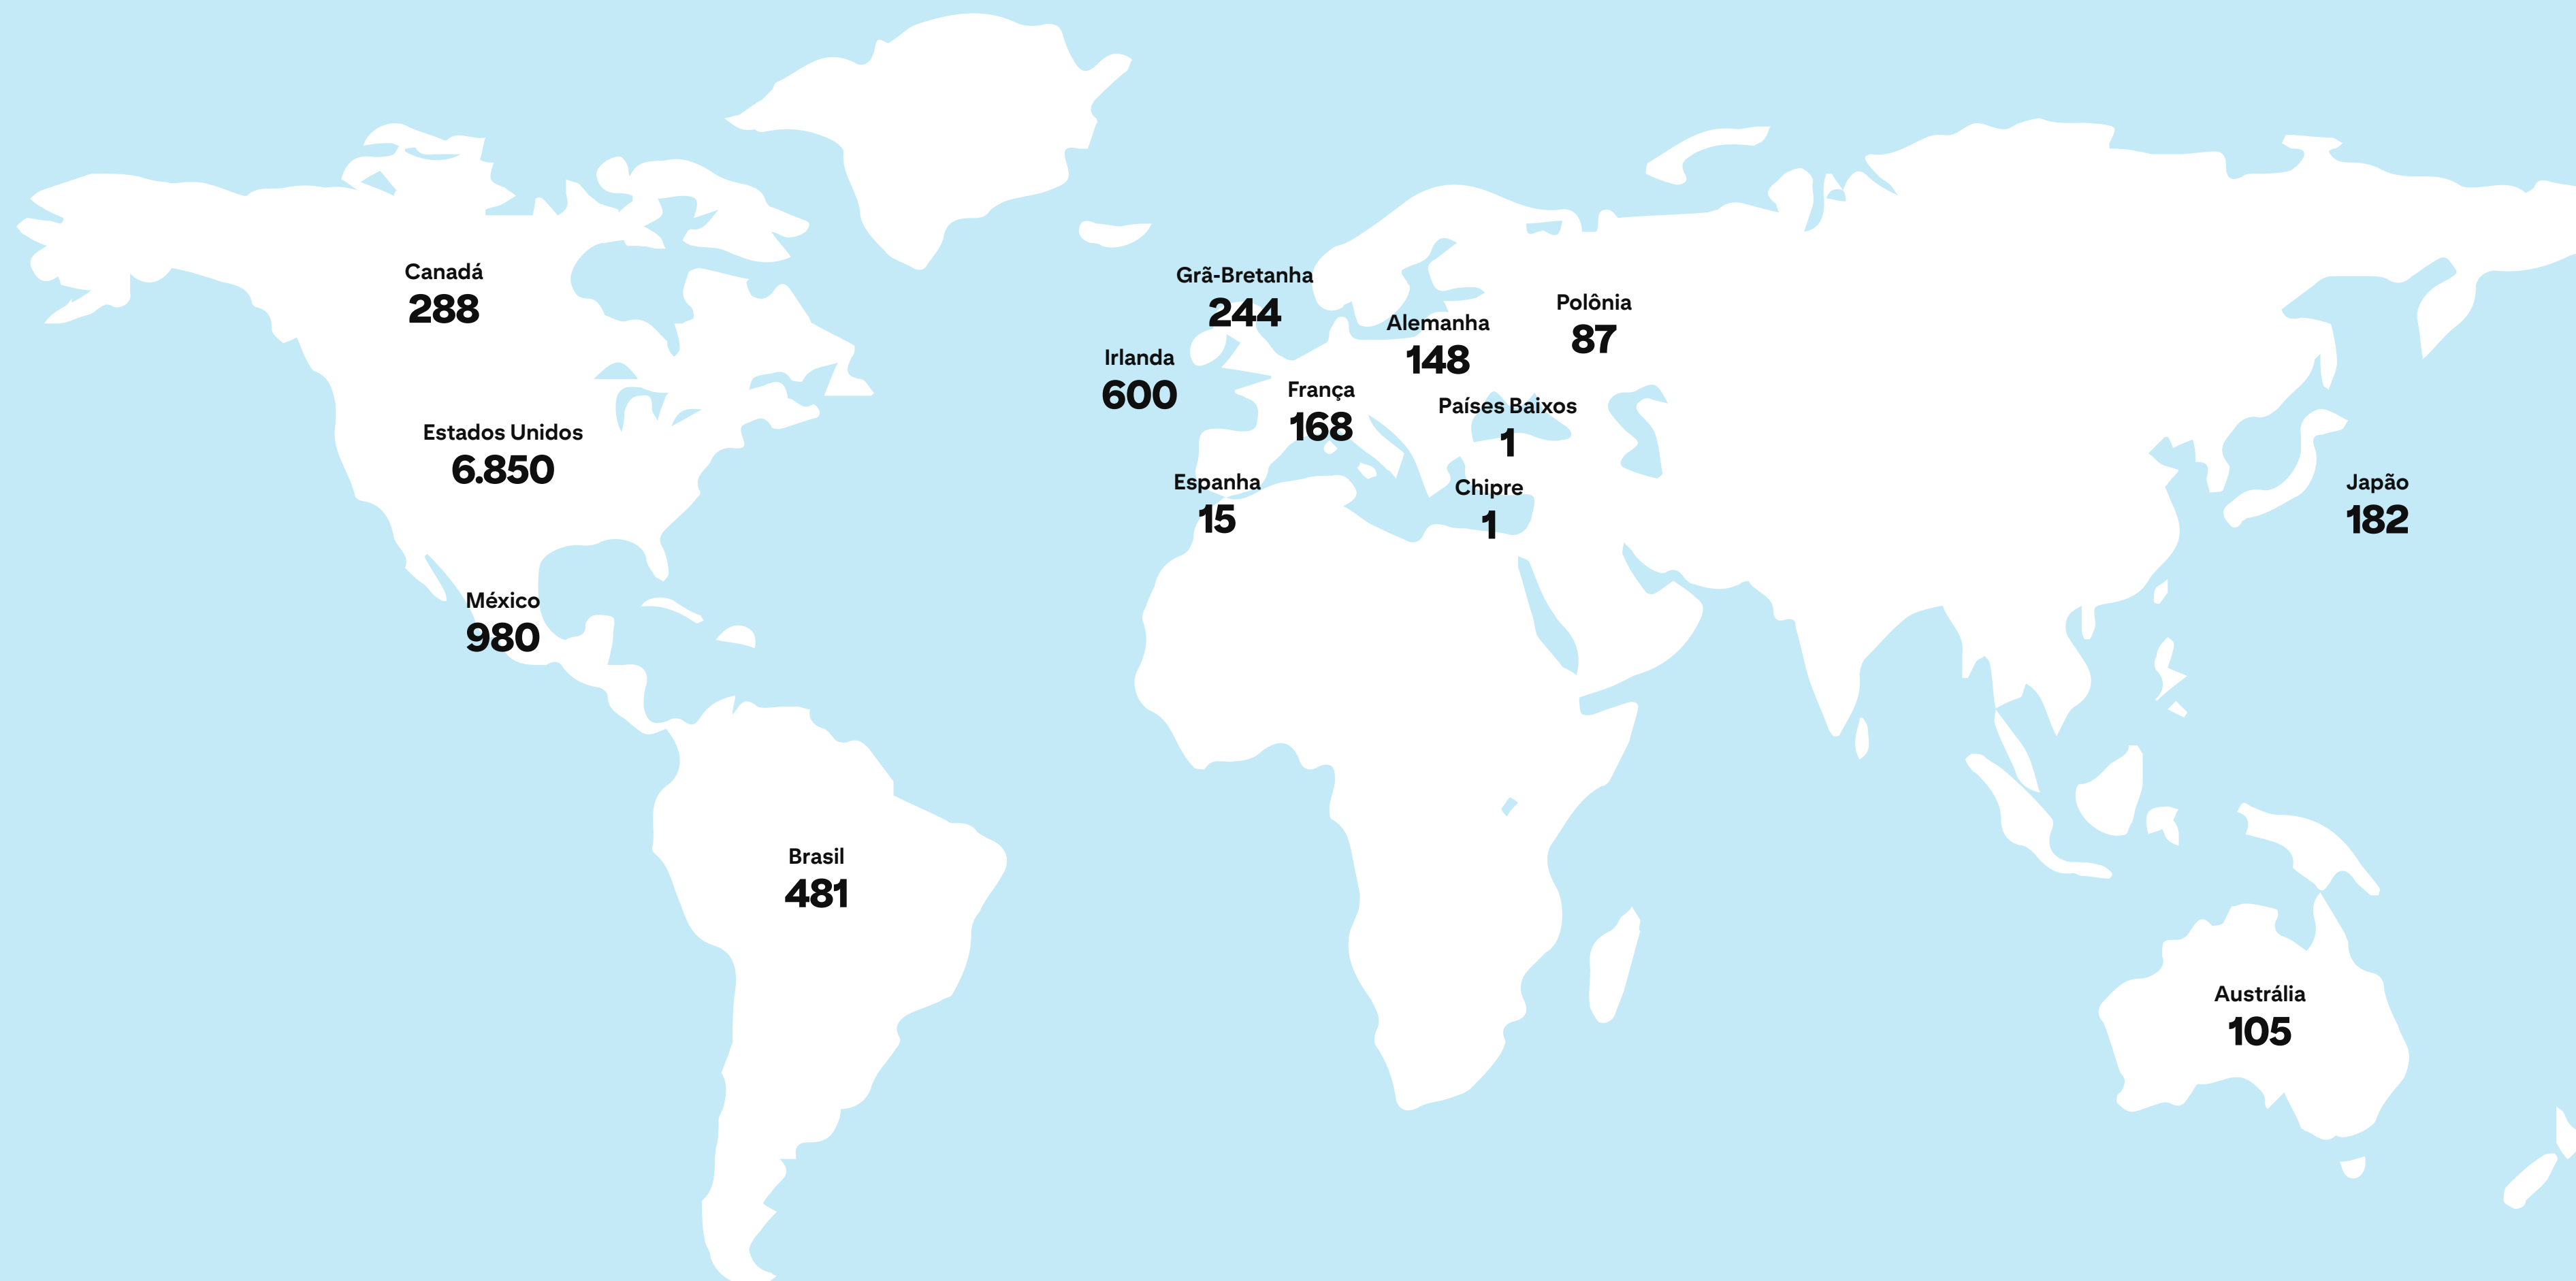 Canadá
288
Estados Unidos
6.850
México
980
Brasil
481
Grã-Bretanha
244
Irlanda
600
Alemanha
148
Polônia
87
França
168
Países Baixos
1
Espanha
15
Chipre
1
Japão
182
Austrália
105